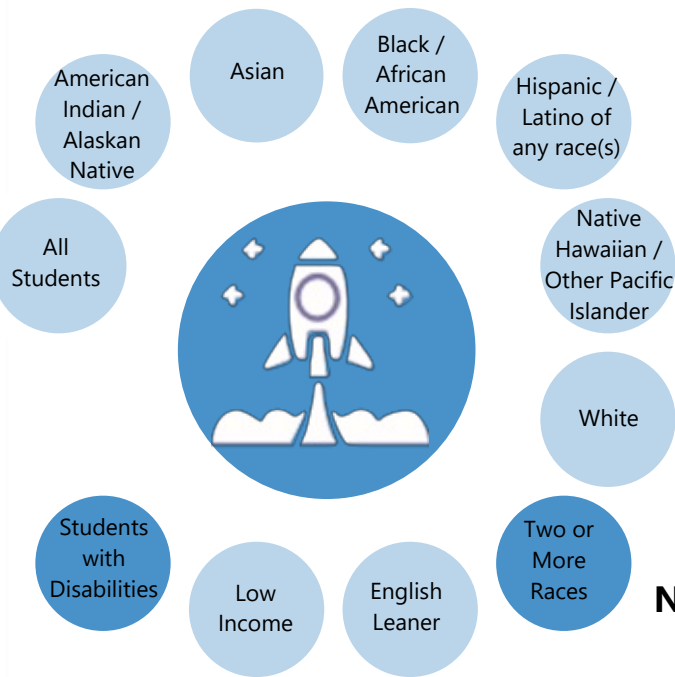 All
Students
American
Indian /
Alaskan
Native
Asian
Black /
African
American
Hispanic /
Latino of
any race(s)
Native
Hawaiian /
Other Pacific
Islander
White
Two or
More
Races
English
Leaner
Low
Income
Students
with
Disabilities
N